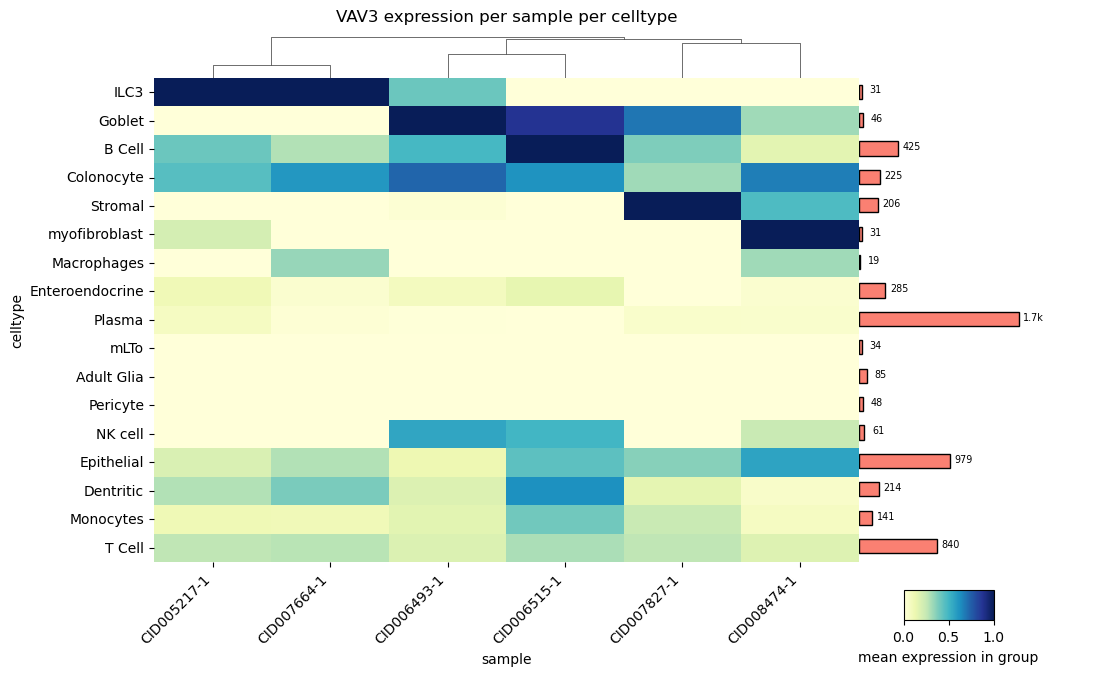 VAV3 expression per sample per celltype
ILC3 31
Goblet 46
B Cell 425
Colonocyte 225
Stromal 206
myofibroblast 31
Macrophages 19
Enteroendocrine 285
Plasma 1.7k
mLTo 34
Adult Glia 85
Pericyte 48
NK cell 61
Epithelial 979
Dentritic 214
Monocytes 141
T Cell 840
celltype
CID005217-1 CID007664-1 CID006493-1 CID006515-1 CID007827-1 CID008474-1
sample
0.0 0.5 1.0
mean expression in group